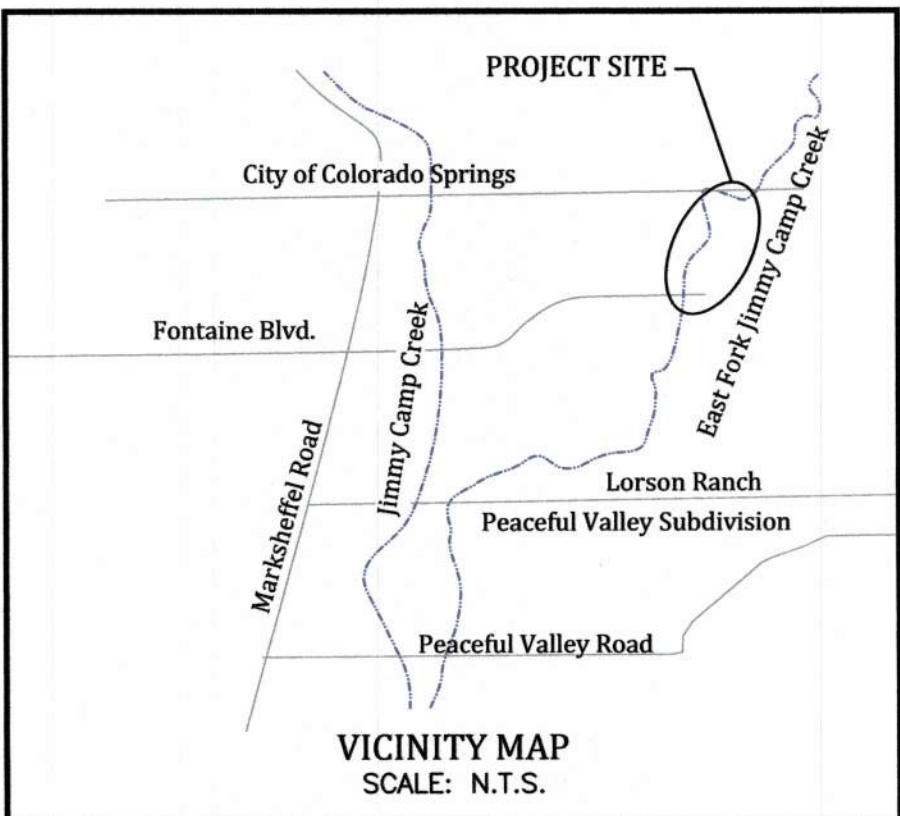 PROJECT SITE
City of Colorado Springs
East Fork Jimmy Camp Creek
Fontaine Blvd.
Jimmy Camp Creek
Marksheffel Road
Lorson Ranch
Peaceful Valley Subdivision
Peaceful Valley Road
VICINITY MAP
SCALE: N.T.S.